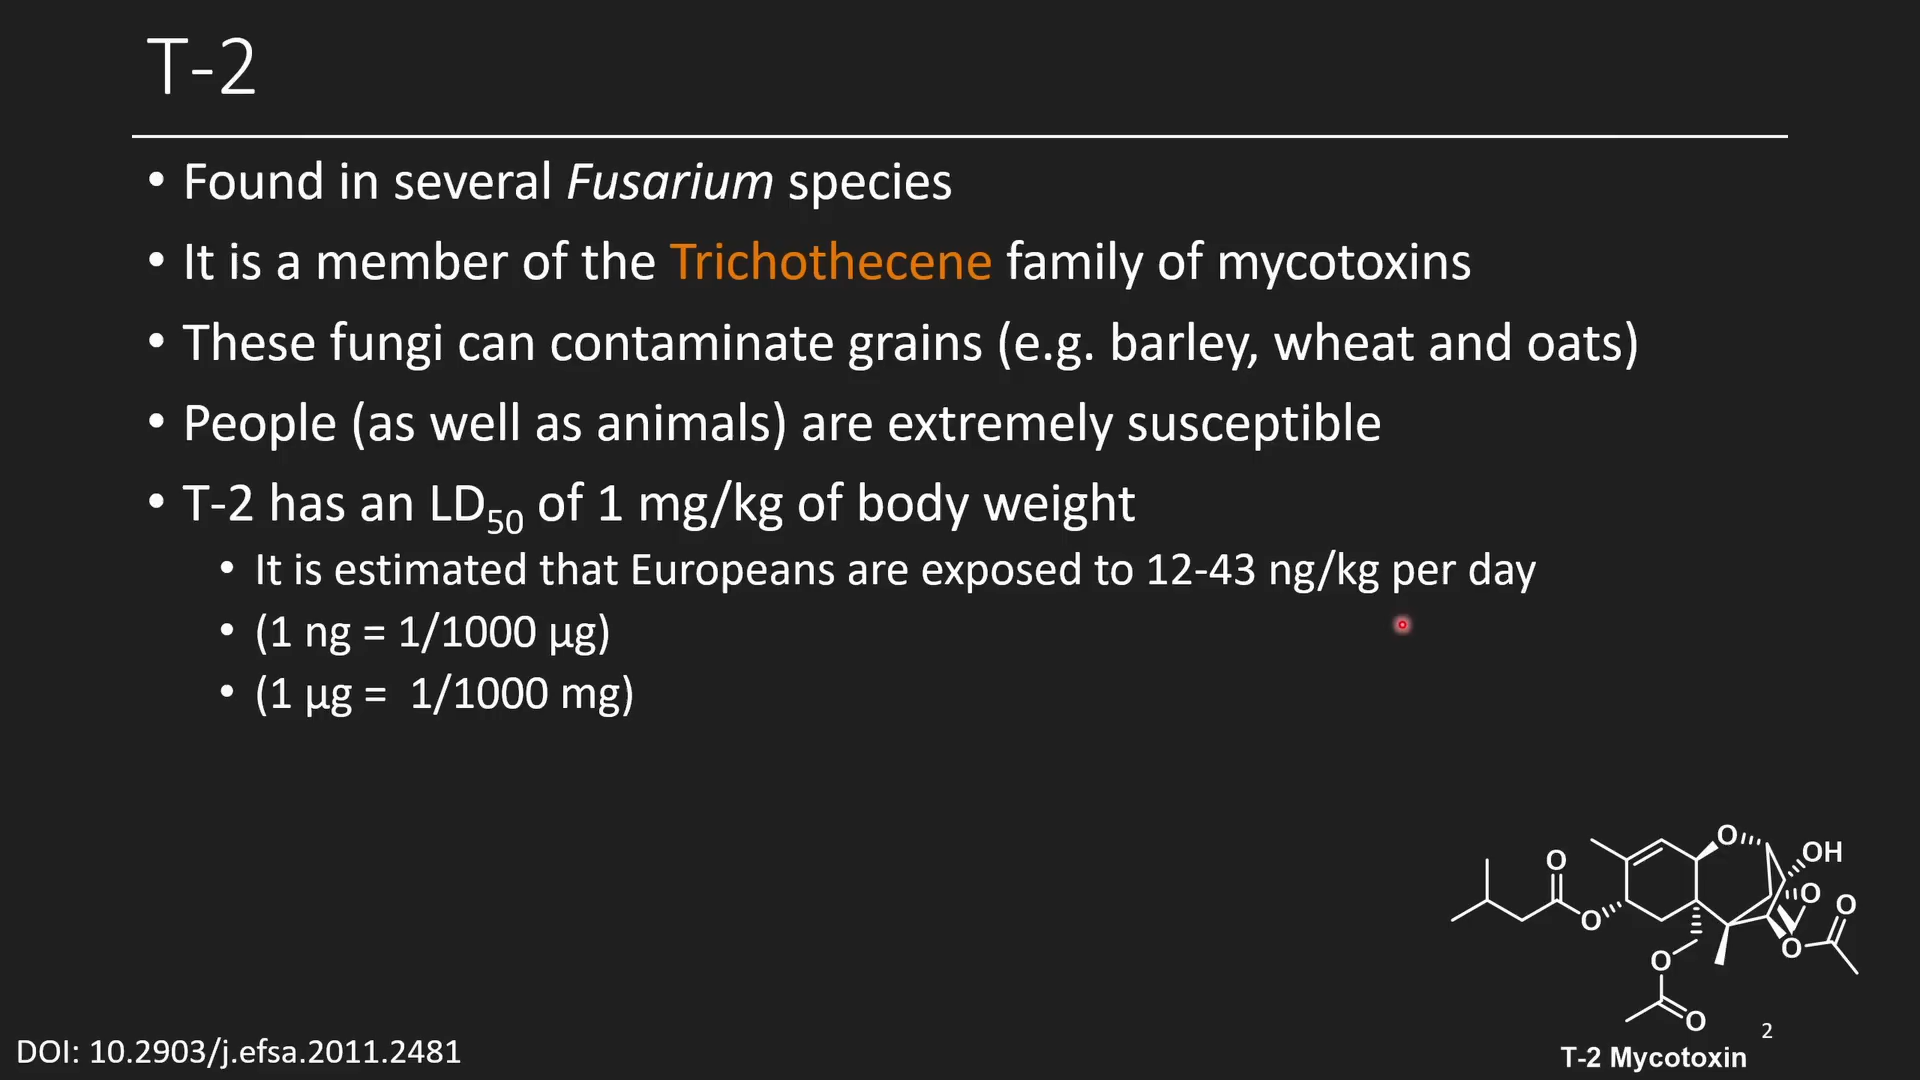 T-2
• Found in several Fusarium species
• It is a member of the Trichothecene family of mycotoxins
• These fungi can contaminate grains (e.g. barley, wheat and oats)
• People (as well as animals) are extremely susceptible
• T-2 has an LD50 of 1 mg/kg of body weight
• It is estimated that Europeans are exposed to 12-43 ng/kg per day
• (1 ng = 1/1000 µg)
• (1 µg = 1/1000 mg)
O
OH
O
O
O
O
O
O
O
2
T-2 Mycotoxin
DOI: 10.2903/j.efsa.2011.2481